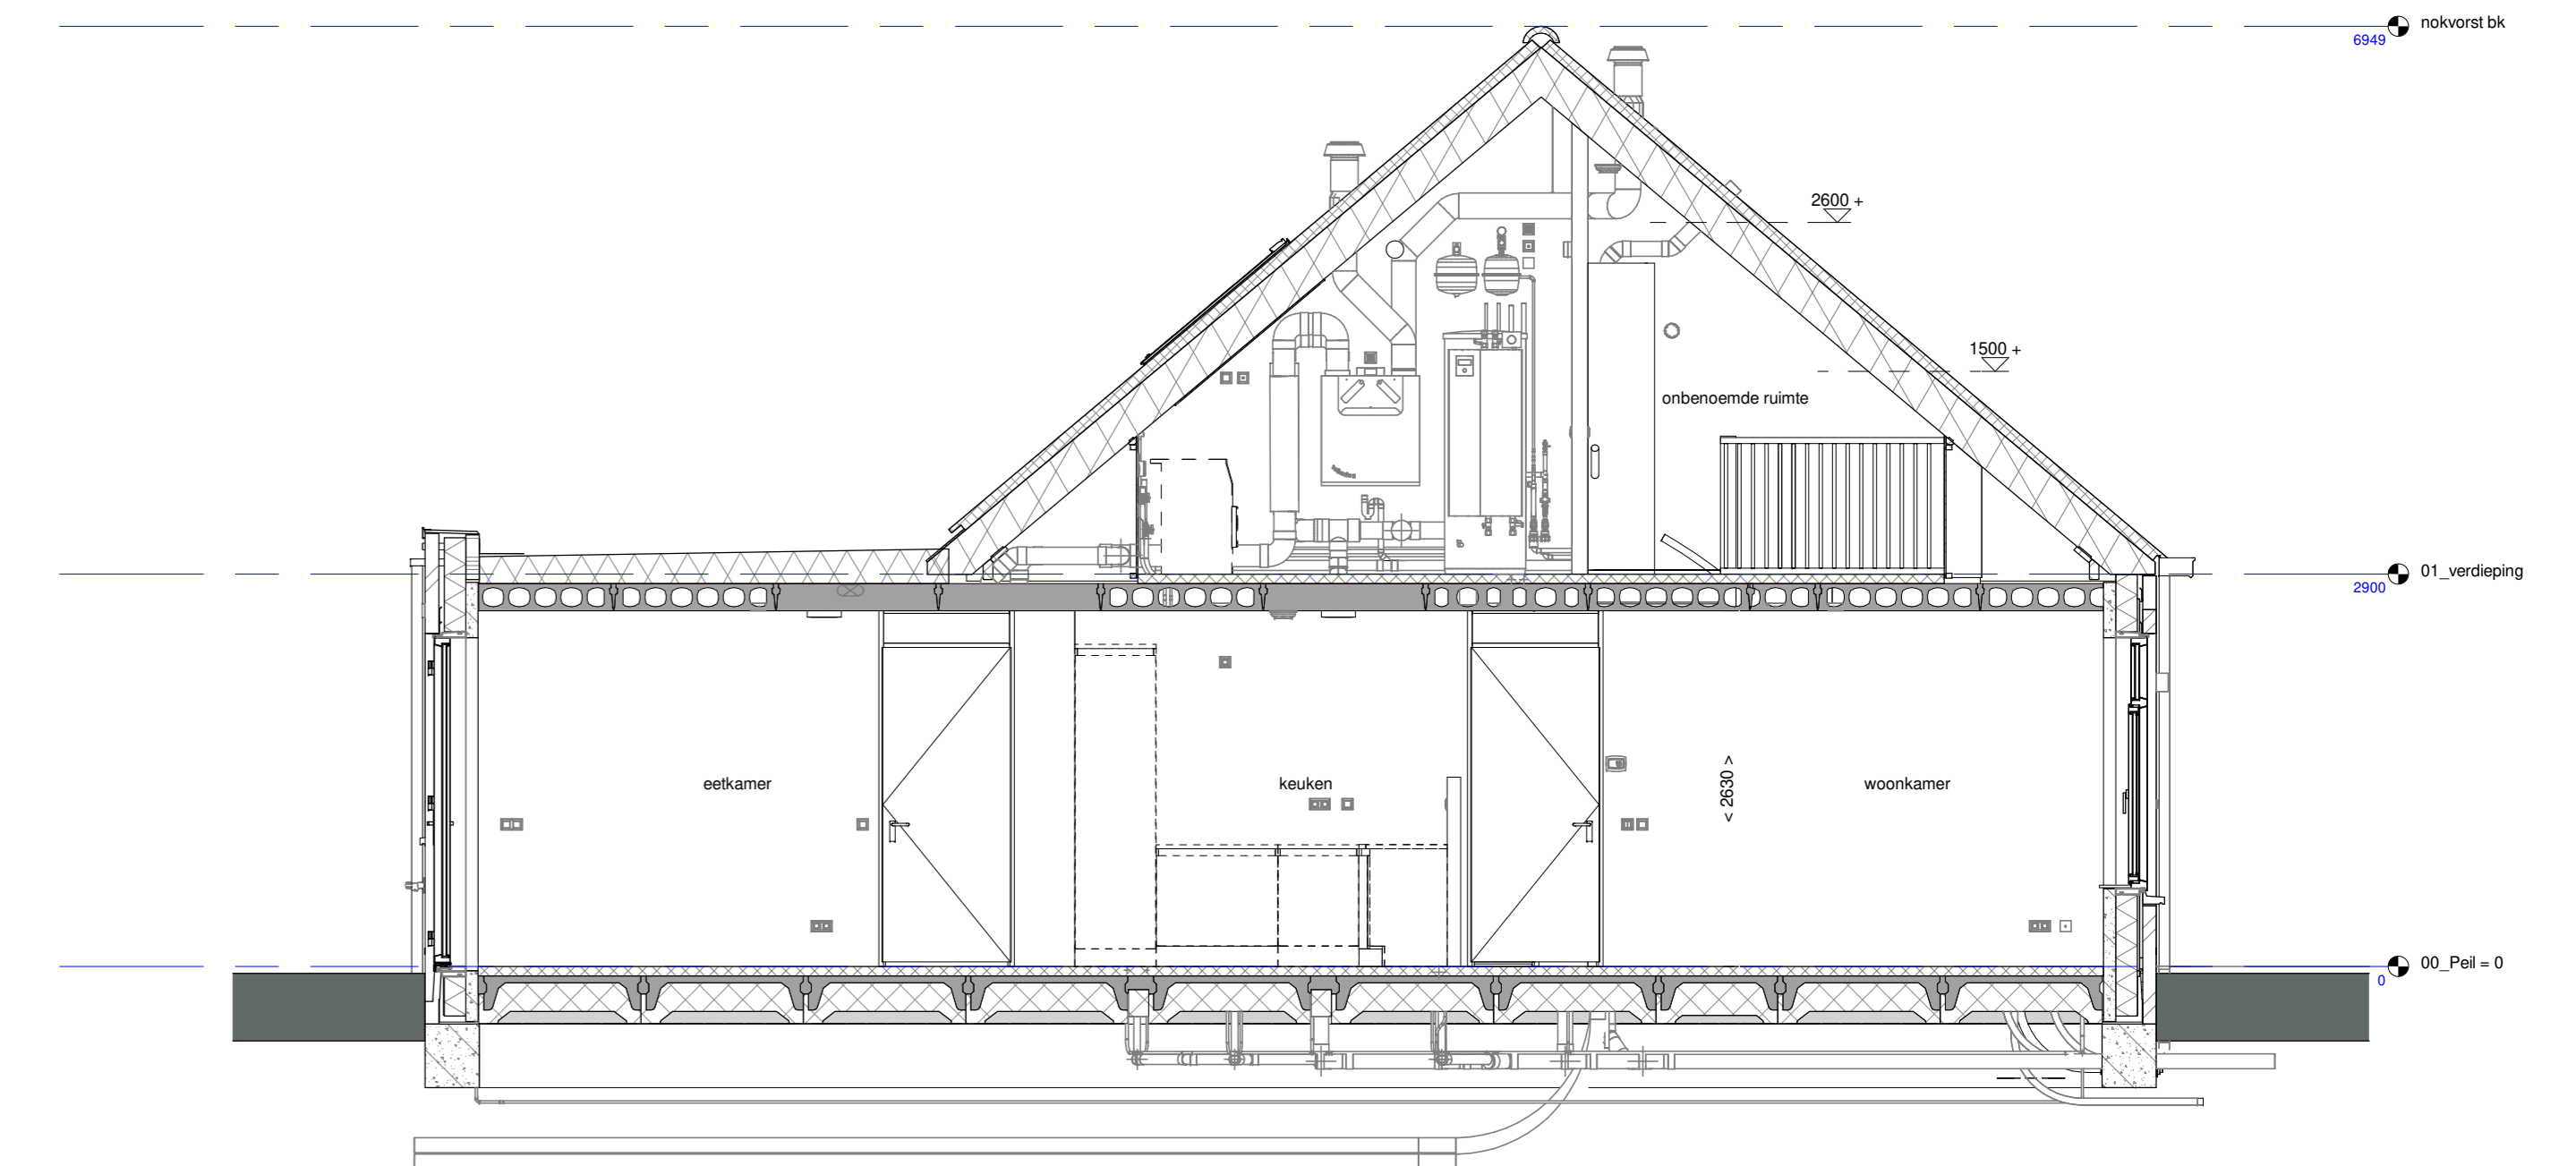 nokvorst bk
6949
2600 +
1500 +
onbenoemde ruimte
01_verdieping
2900
eetkamer
keuken
< 2630 >
woonkamer
00_Peil = 0
0